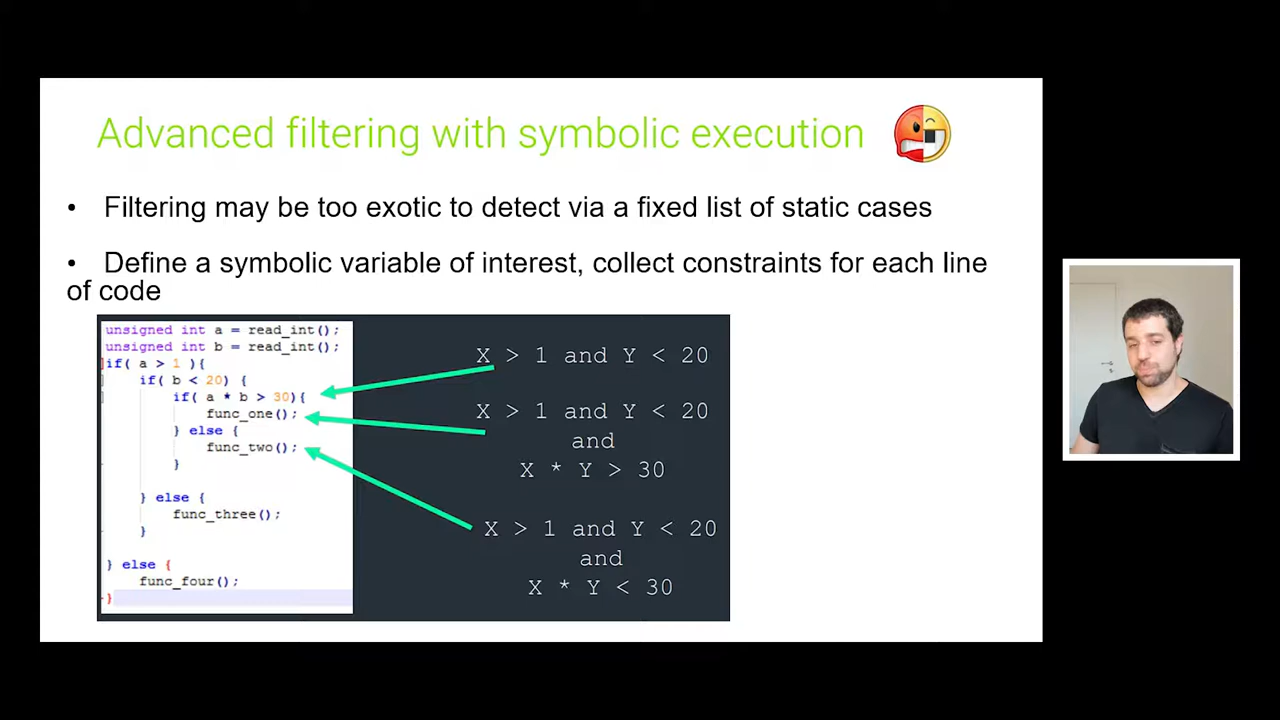 Advanced filtering with symbolic execution
• Filtering may be too exotic to detect via a fixed list of static cases
• Define a symbolic variable of interest, collect constraints for each line
of code
unsigned int a = read_int();
unsigned int b = read_int();
if( a > 1 ){
if( b < 20) {
if( a * b > 30){
func_one();
} else {
func_two();
}
} else {
func_three();
}
} else {
func_four();
}
X > 1 and Y < 20
X > 1 and Y < 20
and
X * Y > 30
X > 1 and Y < 20
and
X * Y < 30